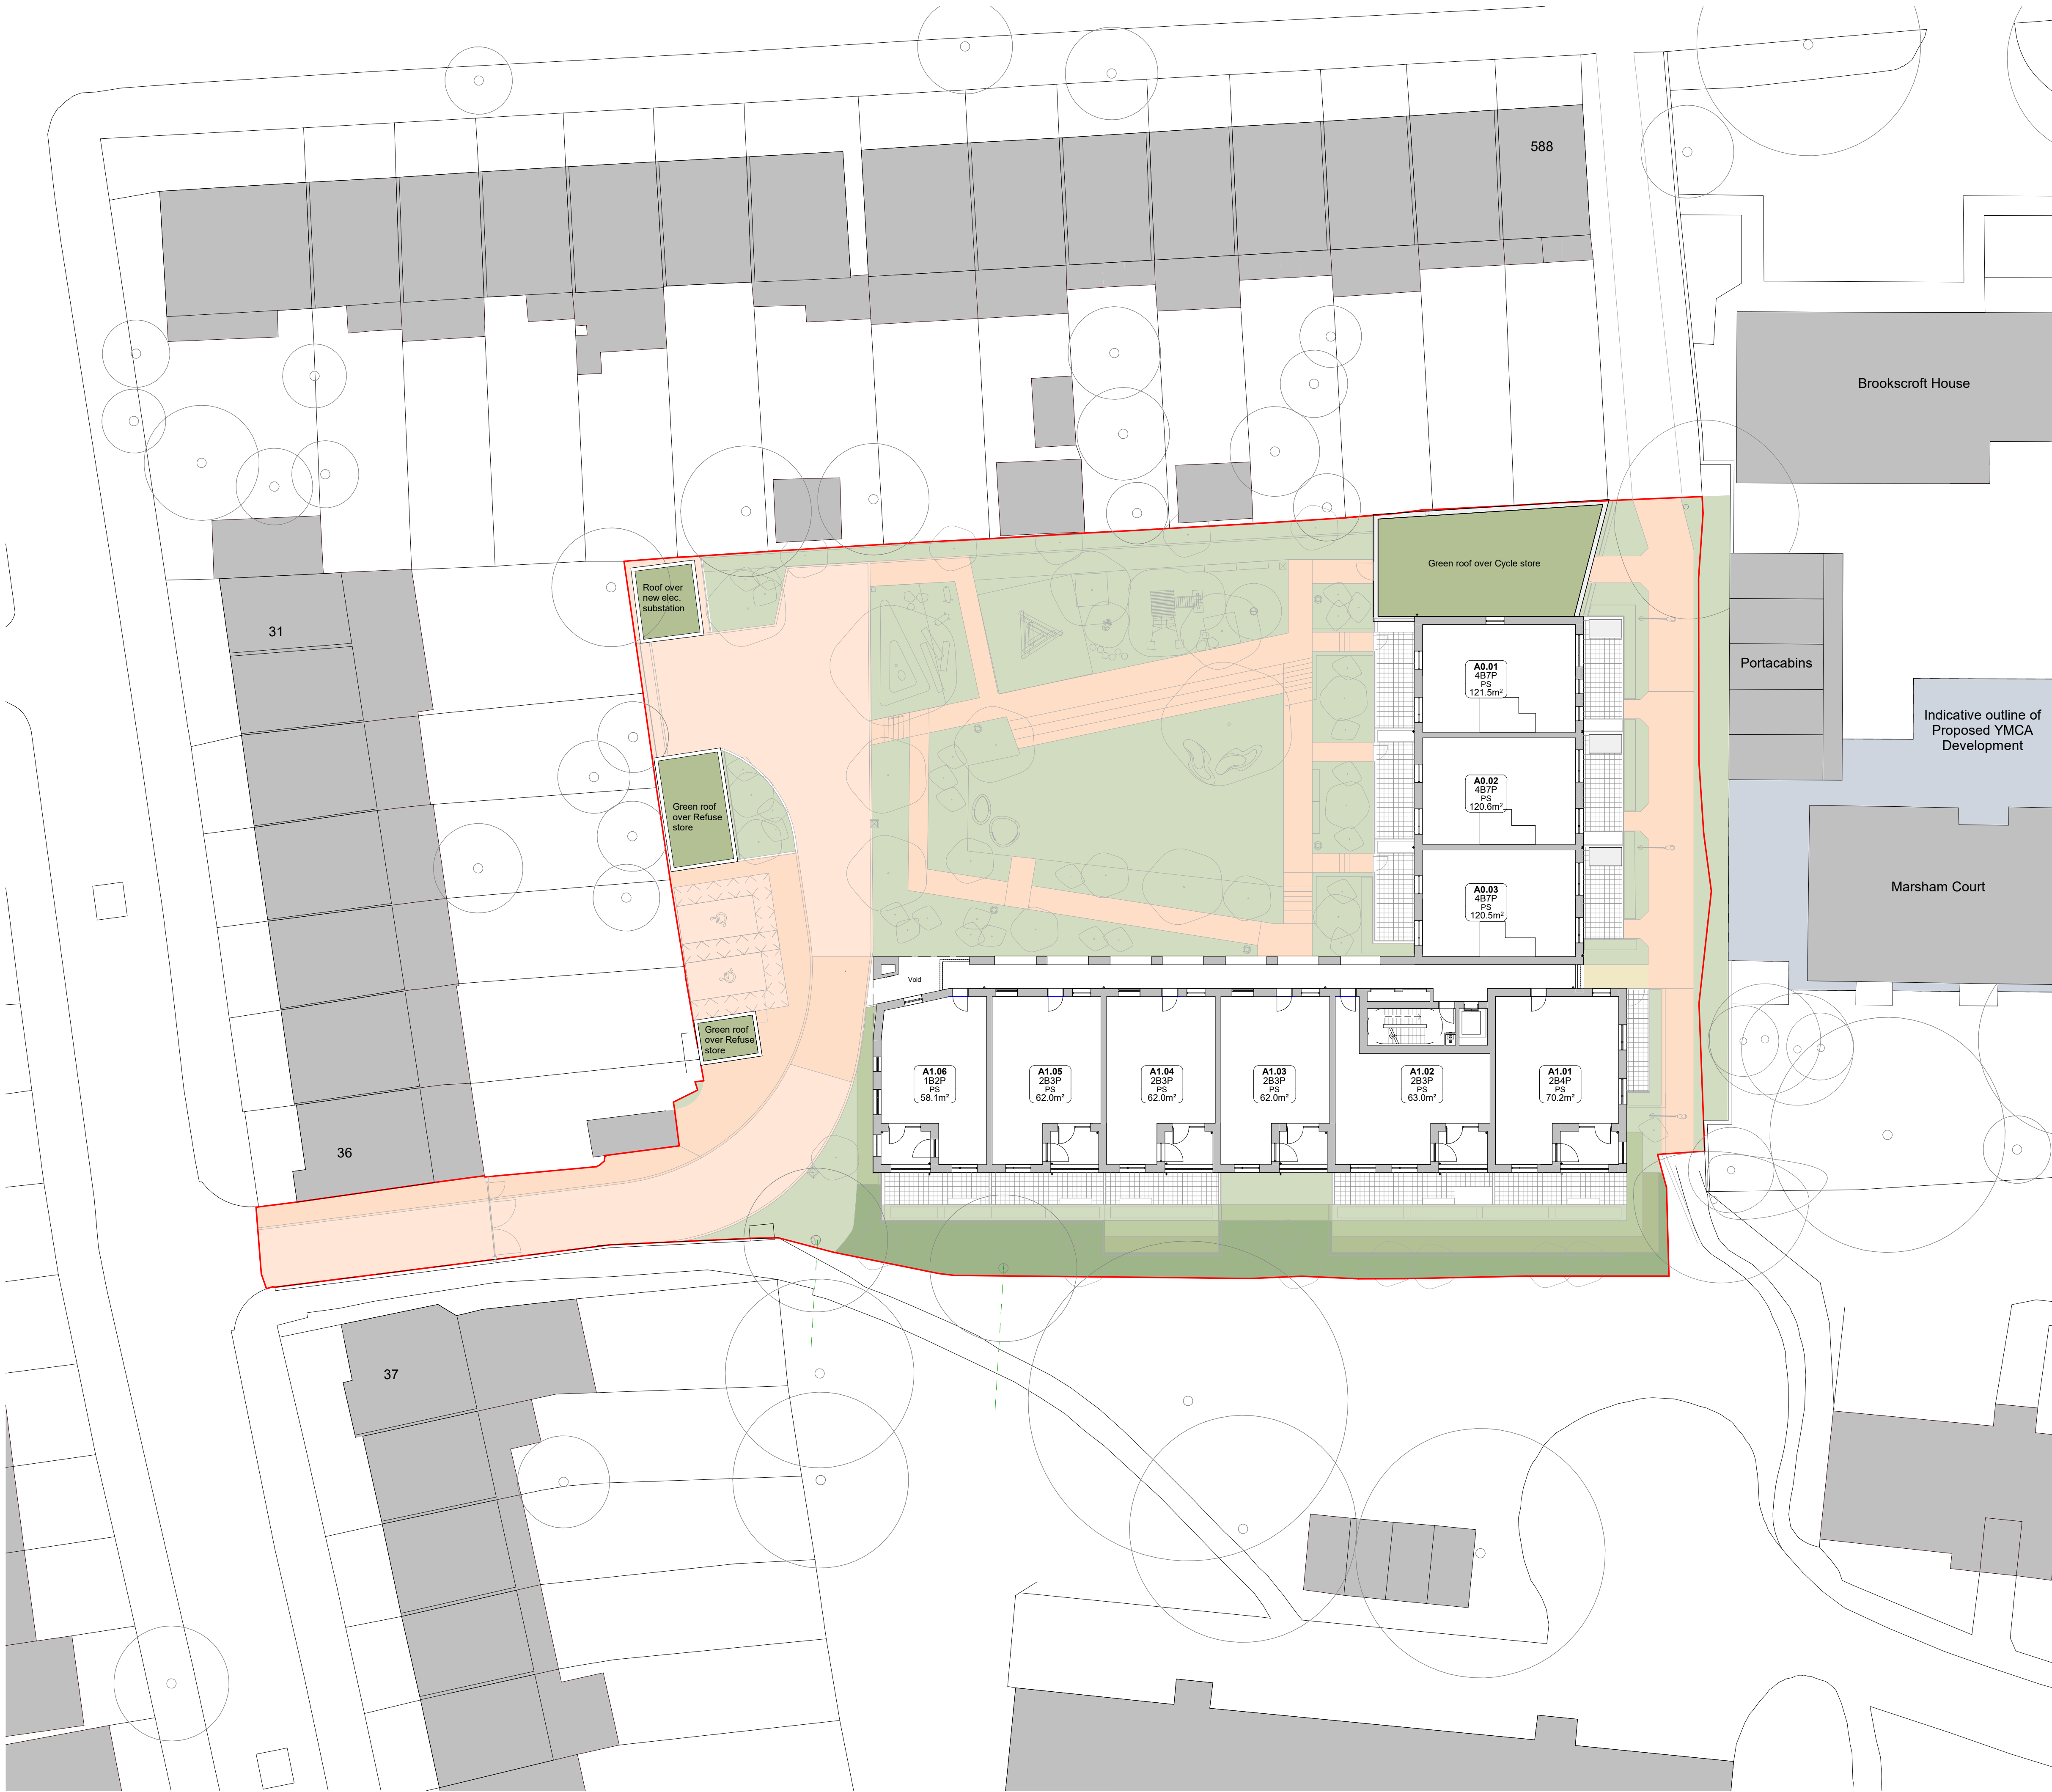 588
Brookscroft House
Green roof over Cycle store
Roof over
new elec.
substation
31
A0.01
4B7P
PS
121.5m²
Portacabins
Indicative outline of
Proposed YMCA
Development
A0.02
4B7P
PS
120.6m²
Green roof
over Refuse
store
A0.03
4B7P
PS
120.5m²
Marsham Court
Void
Green roof
over Refuse
store
A1.06
1B2P
PS
58.1m²
A1.05
2B3P
PS
62.0m²
A1.04
2B3P
PS
62.0m²
A1.03
2B3P
PS
62.0m²
A1.02
2B3P
PS
63.0m²
A1.01
2B4P
PS
70.2m²
36
37